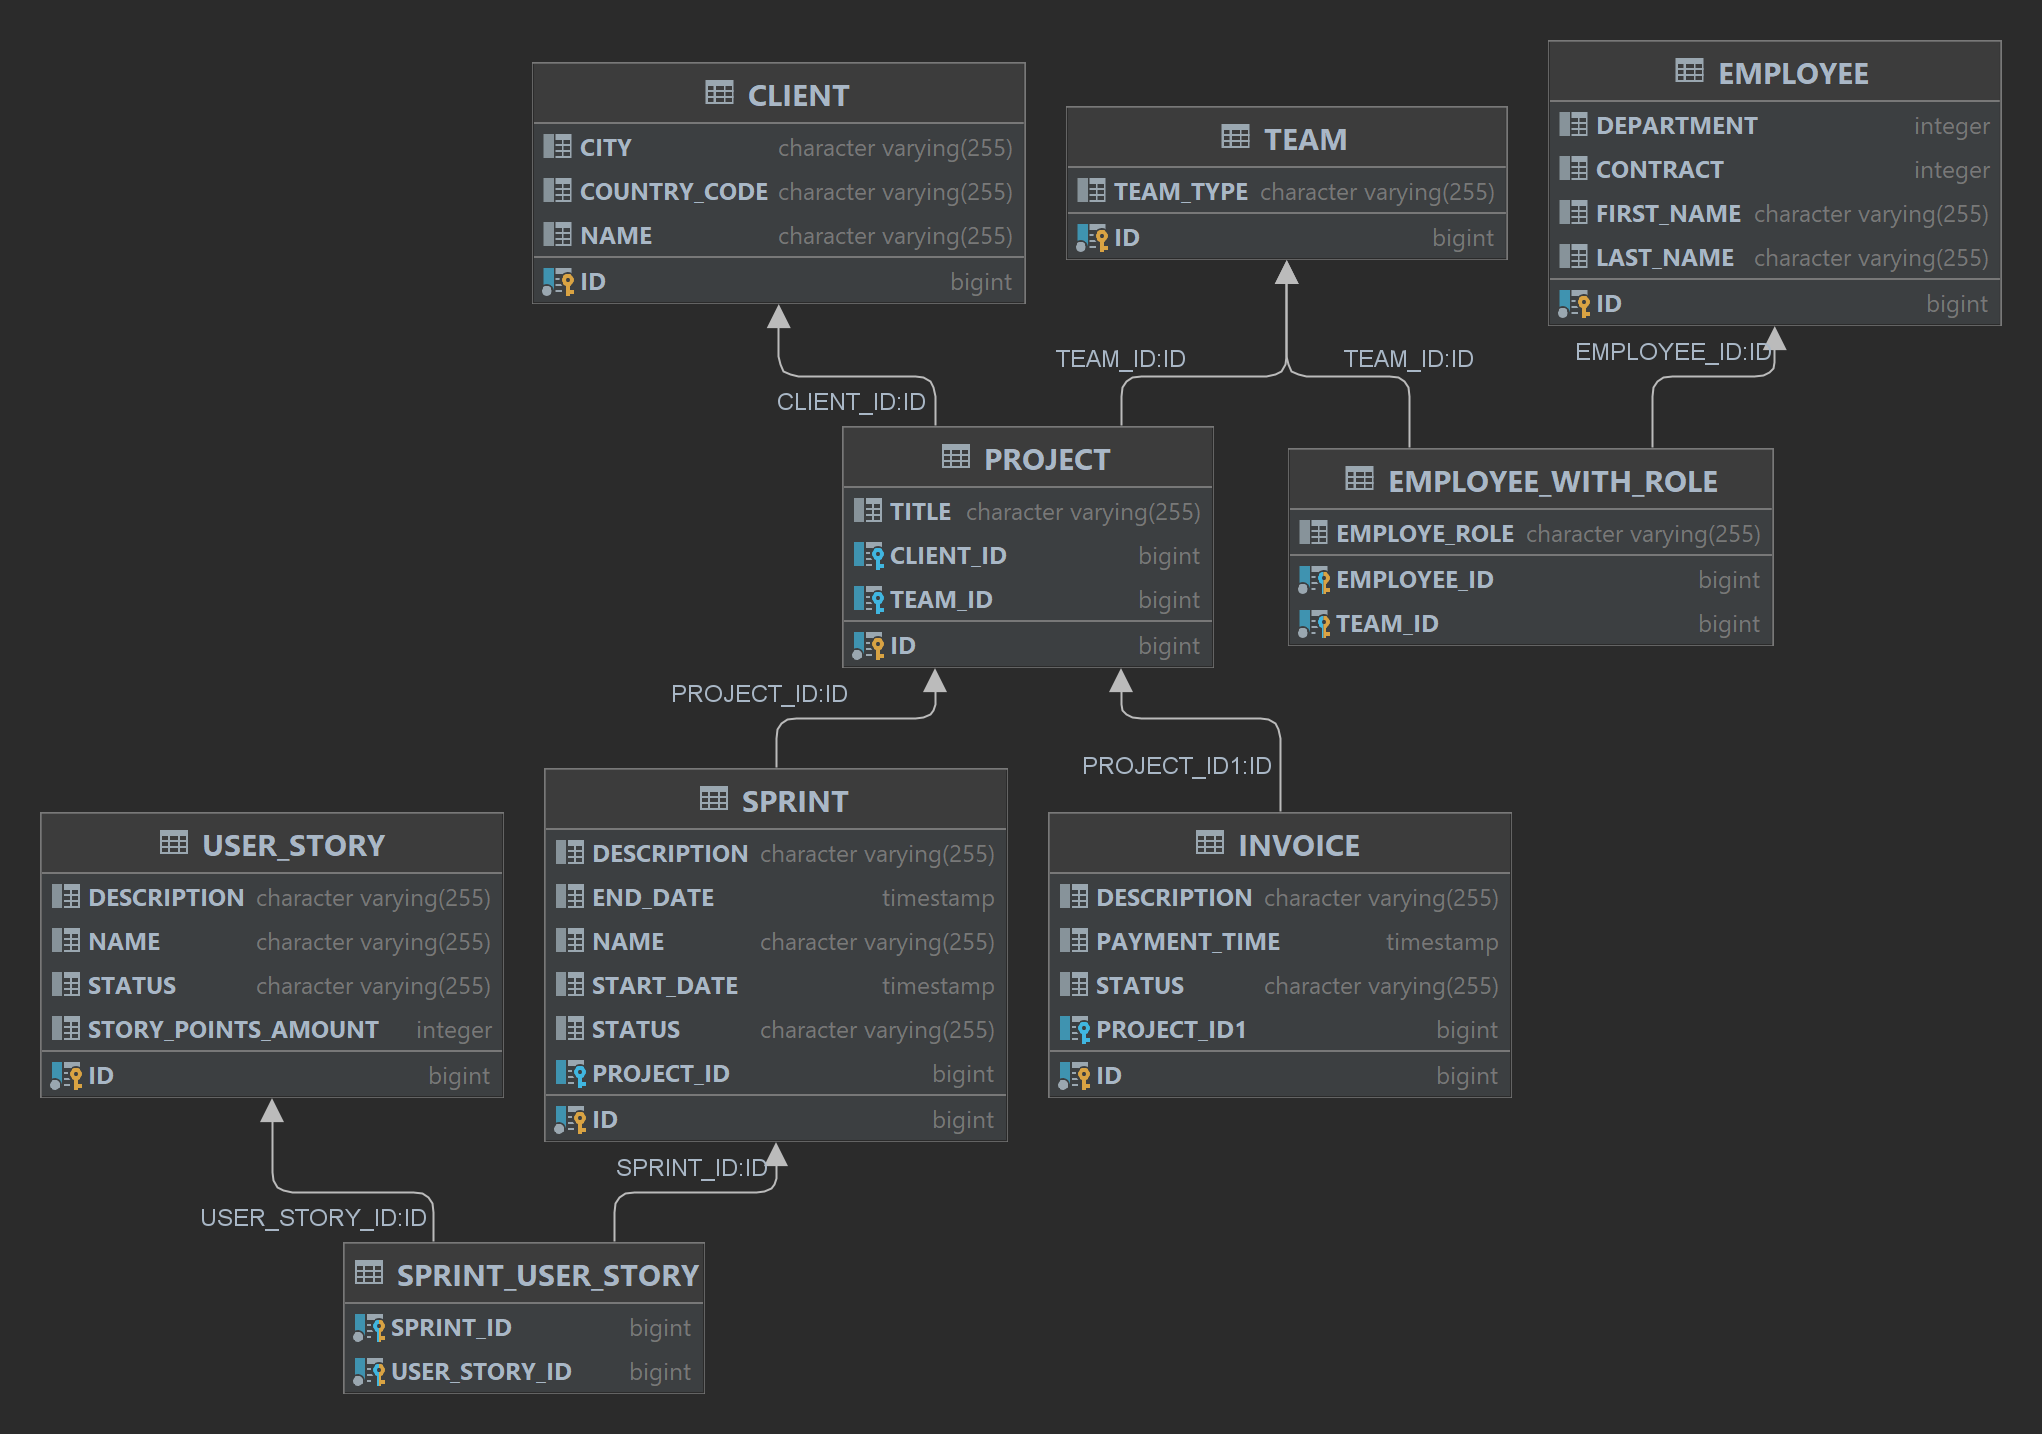 CLIENT
CITY character varying(255)
COUNTRY_CODE character varying(255)
NAME character varying(255)
ID bigint
TEAM
TEAM_TYPE character varying(255)
ID bigint
EMPLOYEE
DEPARTMENT integer
CONTRACT integer
FIRST_NAME character varying(255)
LAST_NAME character varying(255)
ID bigint
CLIENT_ID:ID
TEAM_ID:ID
TEAM_ID:ID
EMPLOYEE_ID:ID
PROJECT
TITLE character varying(255)
CLIENT_ID bigint
TEAM_ID bigint
ID bigint
EMPLOYEE_WITH_ROLE
EMPLOYE_ROLE character varying(255)
EMPLOYEE_ID bigint
TEAM_ID bigint
PROJECT_ID:ID
PROJECT_ID1:ID
USER_STORY
DESCRIPTION character varying(255)
NAME character varying(255)
STATUS character varying(255)
STORY_POINTS_AMOUNT integer
ID bigint
SPRINT
DESCRIPTION character varying(255)
END_DATE timestamp
NAME character varying(255)
START_DATE timestamp
STATUS character varying(255)
PROJECT_ID bigint
ID bigint
INVOICE
DESCRIPTION character varying(255)
PAYMENT_TIME timestamp
STATUS character varying(255)
PROJECT_ID1 bigint
ID bigint
USER_STORY_ID:ID
SPRINT_ID:ID
SPRINT_USER_STORY
SPRINT_ID bigint
USER_STORY_ID bigint